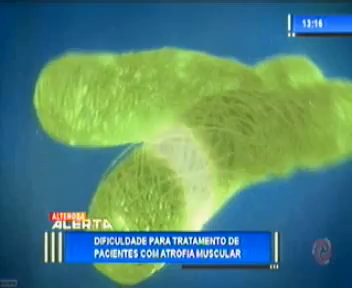 13:16
ALTEROSA
ALERTA
DIFICULDADE PARA TRATAMENTO DE
PACIENTES COM ATROFIA MUSCULAR